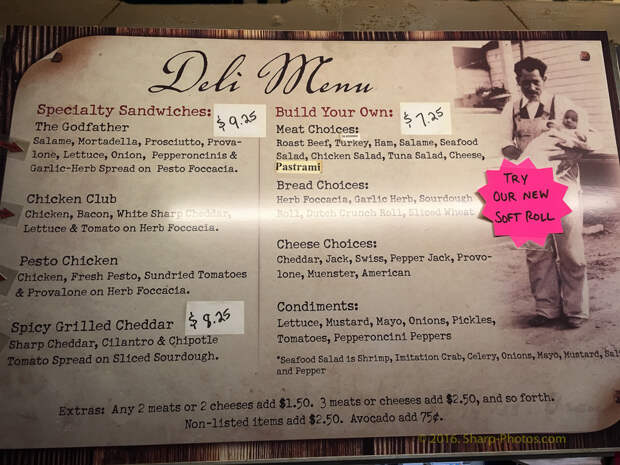 Deli Menu
Specialty Sandwiches: $9.25
The Godfather
Salame, Mortadella, Prosciutto, Prova-
lone, Lettuce, Onion, Pepperoncinis &
Garlic-Herb Spread on Pesto Foccacia.
Chicken Club
Chicken, Bacon, White Sharp Cheddar,
Lettuce & Tomato on Herb Foccacia.
Pesto Chicken
Chicken, Fresh Pesto, Sundried Tomatoes
& Provalone on Herb Foccacia.
Spicy Grilled Cheddar $8.25
Sharp Cheddar, Cilantro & Chipotle
Tomato Spread on Sliced Sourdough.
Build Your Own: $7.25
Meat Choices:
Roast Beef, Turkey, Ham, Salame, Seafood
Salad, Chicken Salad, Tuna Salad, Cheese,
Pastrami
Bread Choices:
Herb Foccacia, Garlic Herb, Sourdough
Roll, Dutch Crunch Roll, Sliced Wheat
Cheese Choices:
Cheddar, Jack, Swiss, Pepper Jack, Provo-
lone, Muenster, American
Condiments:
Lettuce, Mustard, Mayo, Onions, Pickles,
Tomatoes, Pepperoncini Peppers
*Seafood Salad is Shrimp, Imitation Crab, Celery, Onions, Mayo, Mustard, Sal
and Pepper
TRY
OUR NEW
SOFT ROLL
Extras: Any 2 meats or 2 cheeses add $1.50. 3 meats or cheeses add $2.50, and so forth.
Non-listed items add $2.50. Avocado add 75¢.
© 2016. Sharp-Photos.com